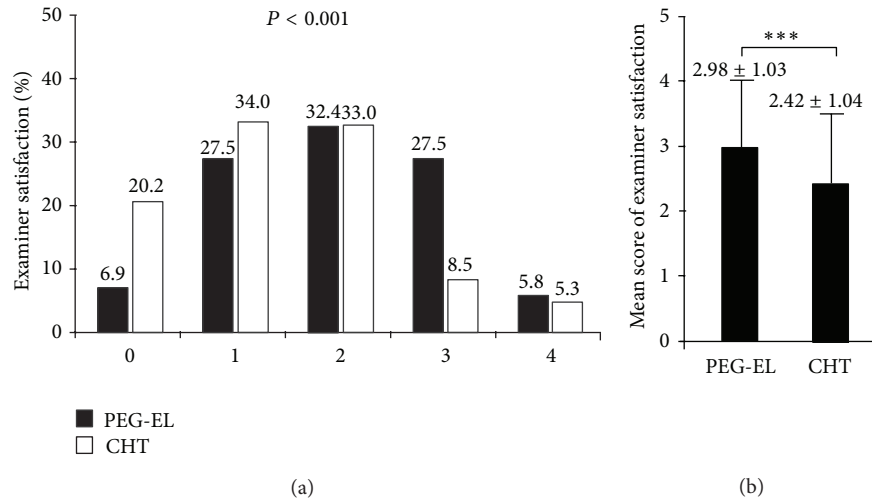 P < 0.001
Examiner satisfaction (%)
50
40
30
20
10
0
6.9
20.2
27.5
34.0
32.4
33.0
27.5
8.5
5.8
5.3
0 1 2 3 4
PEG-EL
CHT
(a)
***
Mean score of examiner satisfaction
5
4
3
2
1
0
2.98 ± 1.03
2.42 ± 1.04
PEG-EL CHT
(b)